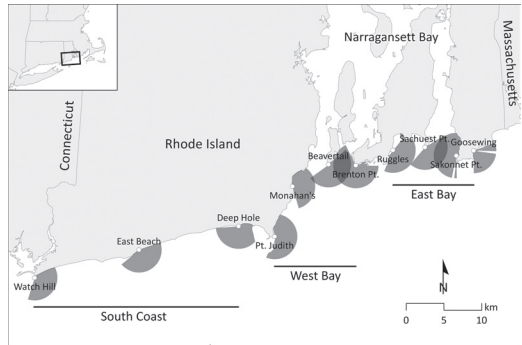 Narragansett Bay
Massachusetts
Connecticut
Rhode Island
Sachuest Pt.
Goosewing
Beavertail
Ruggles
Sakonnet Pt.
Brenton Pt.
Monahan's
East Bay
Deep Hole
East Beach
Pt. Judith
West Bay
Watch Hill
South Coast
N
km
0 5 10